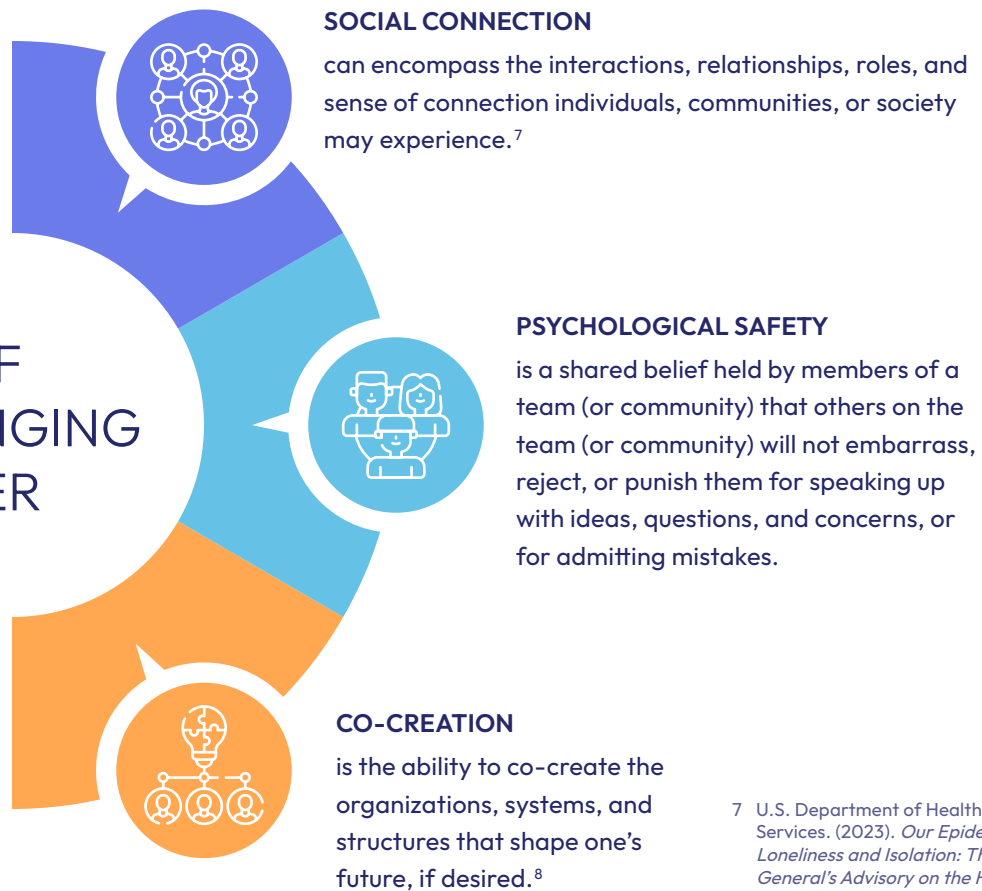 SOCIAL CONNECTION
can encompass the interactions, relationships, roles, and
sense of connection individuals, communities, or society
may experience.⁷
PSYCHOLOGICAL SAFETY
is a shared belief held by members of a
team (or community) that others on the
team (or community) will not embarrass,
reject, or punish them for speaking up
with ideas, questions, and concerns, or
for admitting mistakes.
CO-CREATION
is the ability to co-create the
organizations, systems, and
structures that shape one’s
future, if desired.⁸
7 U.S. Department of Health
Services. (2023). Our
Loneliness and Isolation:
General’s Advisory on the